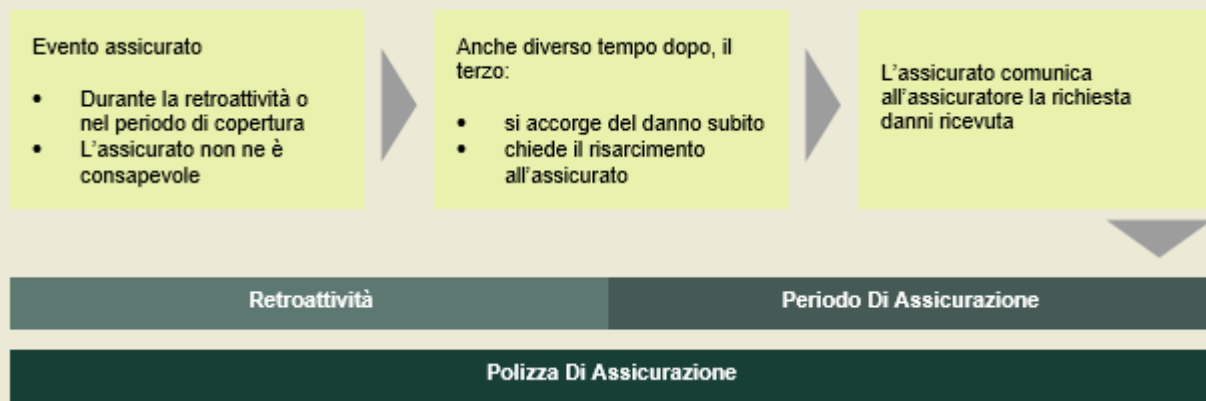 Evento assicurato
• Durante la retroattività o
nel periodo di copertura
• L'assicurato non ne è
consapevole
Anche diverso tempo dopo, il
terzo:
• si accorge del danno subito
• chiede il risarcimento
all'assicurato
L'assicurato comunica
all'assicuratore la richiesta
danni ricevuta
Retroattività
Periodo Di Assicurazione
Polizza Di Assicurazione